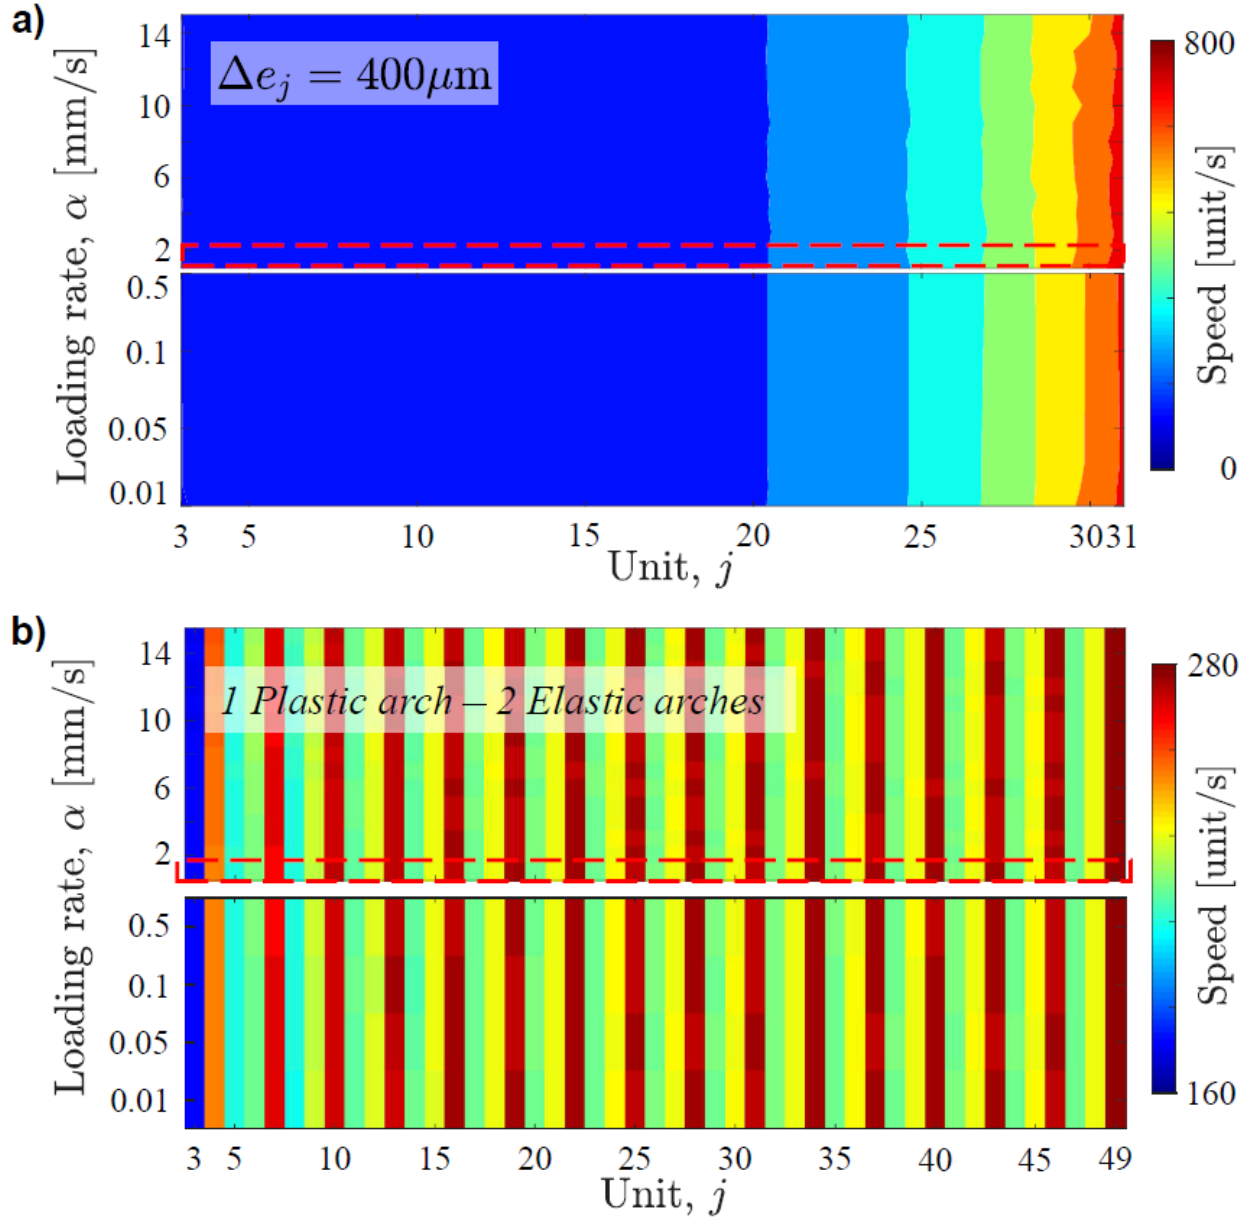 a)
Δe_j = 400μm
Loading rate, α [mm/s]
14
10
6
2
0.5
0.1
0.05
0.01
3 5 10 15 20 25 30 31
Unit, j
800
0
Speed [unit/s]
b)
1 Plastic arch – 2 Elastic arches
Loading rate, α [mm/s]
14
10
6
2
0.5
0.1
0.05
0.01
3 5 10 15 20 25 30 35 40 45 49
Unit, j
280
160
Speed [unit/s]